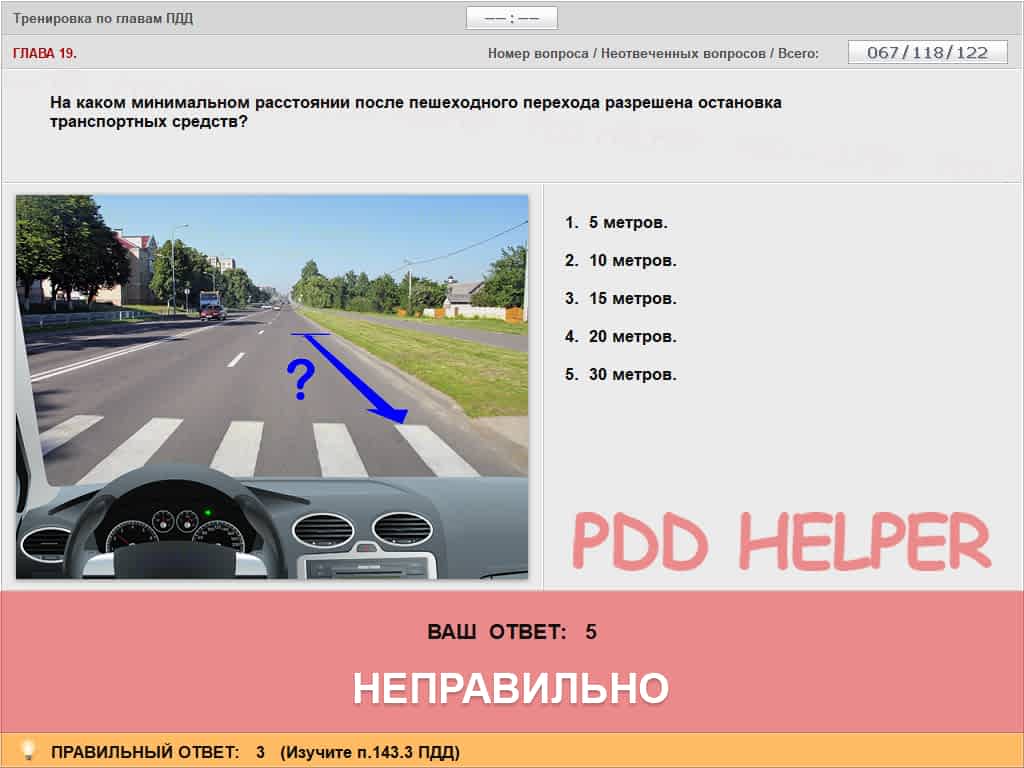 Тренировка по главам ПДД
–– : ––
ГЛАВА 19.
Номер вопроса / Неотвеченных вопросов / Всего:
067/118/122
На каком минимальном расстоянии после пешеходного перехода разрешена остановка
транспортных средств?
?
1. 5 метров.
2. 10 метров.
3. 15 метров.
4. 20 метров.
5. 30 метров.
PDD HELPER
ВАШ ОТВЕТ: 5
НЕПРАВИЛЬНО
ПРАВИЛЬНЫЙ ОТВЕТ: 3 (Изучите п.143.3 ПДД)